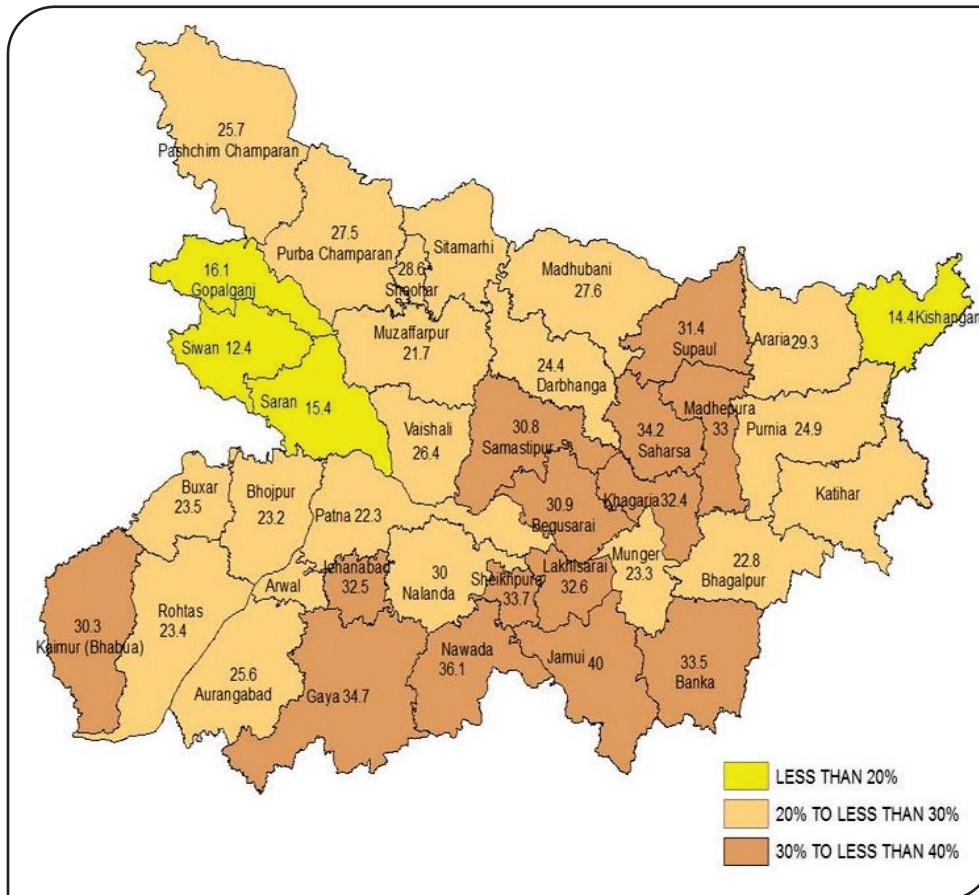 25.7
Pashchim Champaran
27.5
Purba Champaran
Sitamarhi
28.6
Sheohar
Madhubani
27.6
16.1
Gopalganj
14.4 Kishangan
31.4
Supaul
Araria 29.3
Siwan 12.4
Muzaffarpur
21.7
24.4
Darbhanga
Saran 15.4
Madhepura
33
Purnia 24.9
Vaishali
26.4
30.8
Samastipur
34.2
Saharsa
Katihar
Buxar
23.5
Bhojpur
23.2
Patna 22.3
30.9
Begusarai
Khagaria 32.4
Munger
23.3
22.8
Bhagalpur
Jehanabad
32.5
30
Nalanda
Sheikhpura
33.7
Lakhisarai
32.6
Arwal
Rohtas
23.4
30.3
Kaimur (Bhabua)
25.6
Aurangabad
Gaya 34.7
Nawada
36.1
Jamui 40
33.5
Banka
LESS THAN 20%
20% TO LESS THAN 30%
30% TO LESS THAN 40%